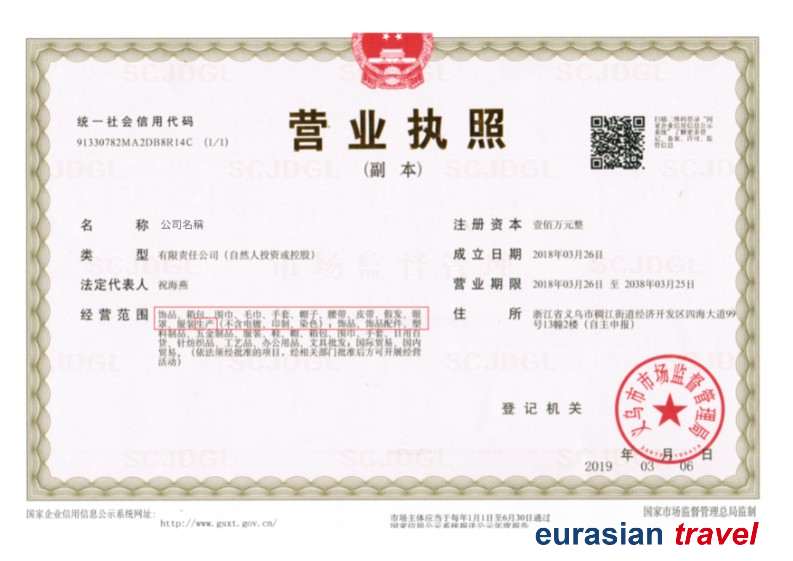 统一社会信用代码
91330782MA2DB8R14C (1/1)
营业执照
(副 本)
扫描二维码登录“国
家企业信用信息公示
系统”了解更多登
记、备案、许可、监
管信息
名 称 公司名稱
注册资本 壹佰万元整
类 型 有限责任公司(自然人投资或控股)
成立日期 2018年03月26日
法定代表人 祝海燕
营业期限 2018年03月26日 至 2038年03月25日
经营范围 饰品、箱包、围巾、毛巾、手套、帽子、腰带、皮带、假发、眼
罩、服装生产(不含电镀、印制、染色);饰品、饰品配件、塑
料制品、五金制品、服装、鞋、帽、箱包、围巾、手套、日用百
货、针纺织品、工艺品、办公用品、文具批发;国际贸易、国内
贸易。(依法须经批准的项目,经相关部门批准后方可开展经营
活动)
住 所 浙江省义乌市稠江街道经济开发区四海大道99
号13幢2楼(自主申报)
登记机关
义乌市市场监督管理局
2019 年 03 月 06 日
SCJDGL
市场监督管理
国家企业信用信息公示系统网址:
http://www.gsxt.gov.cn/
市场主体应当于每年1月1日至6月30日通过
国家信用公示系统报送公示年度报告
国家市场监督管理总局监制
eurasian travel